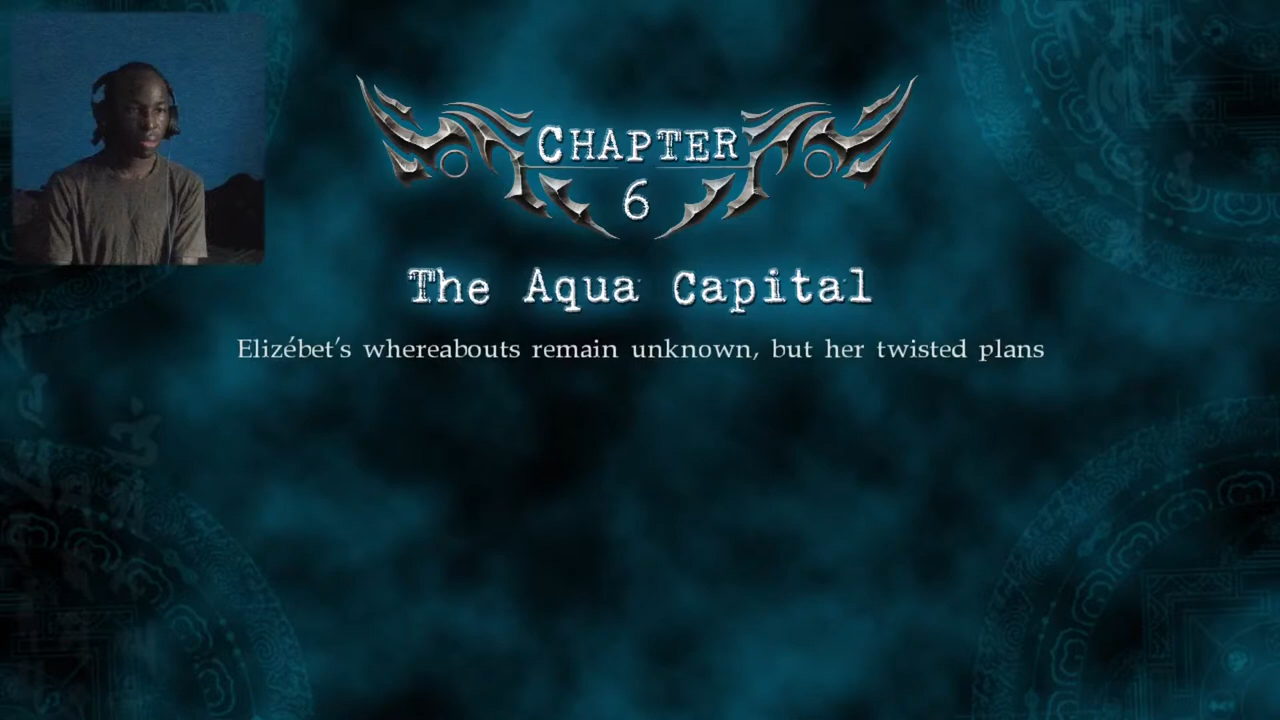 CHAPTER
6
The Aqua Capital
Elizébet's whereabouts remain unknown, but her twisted plans